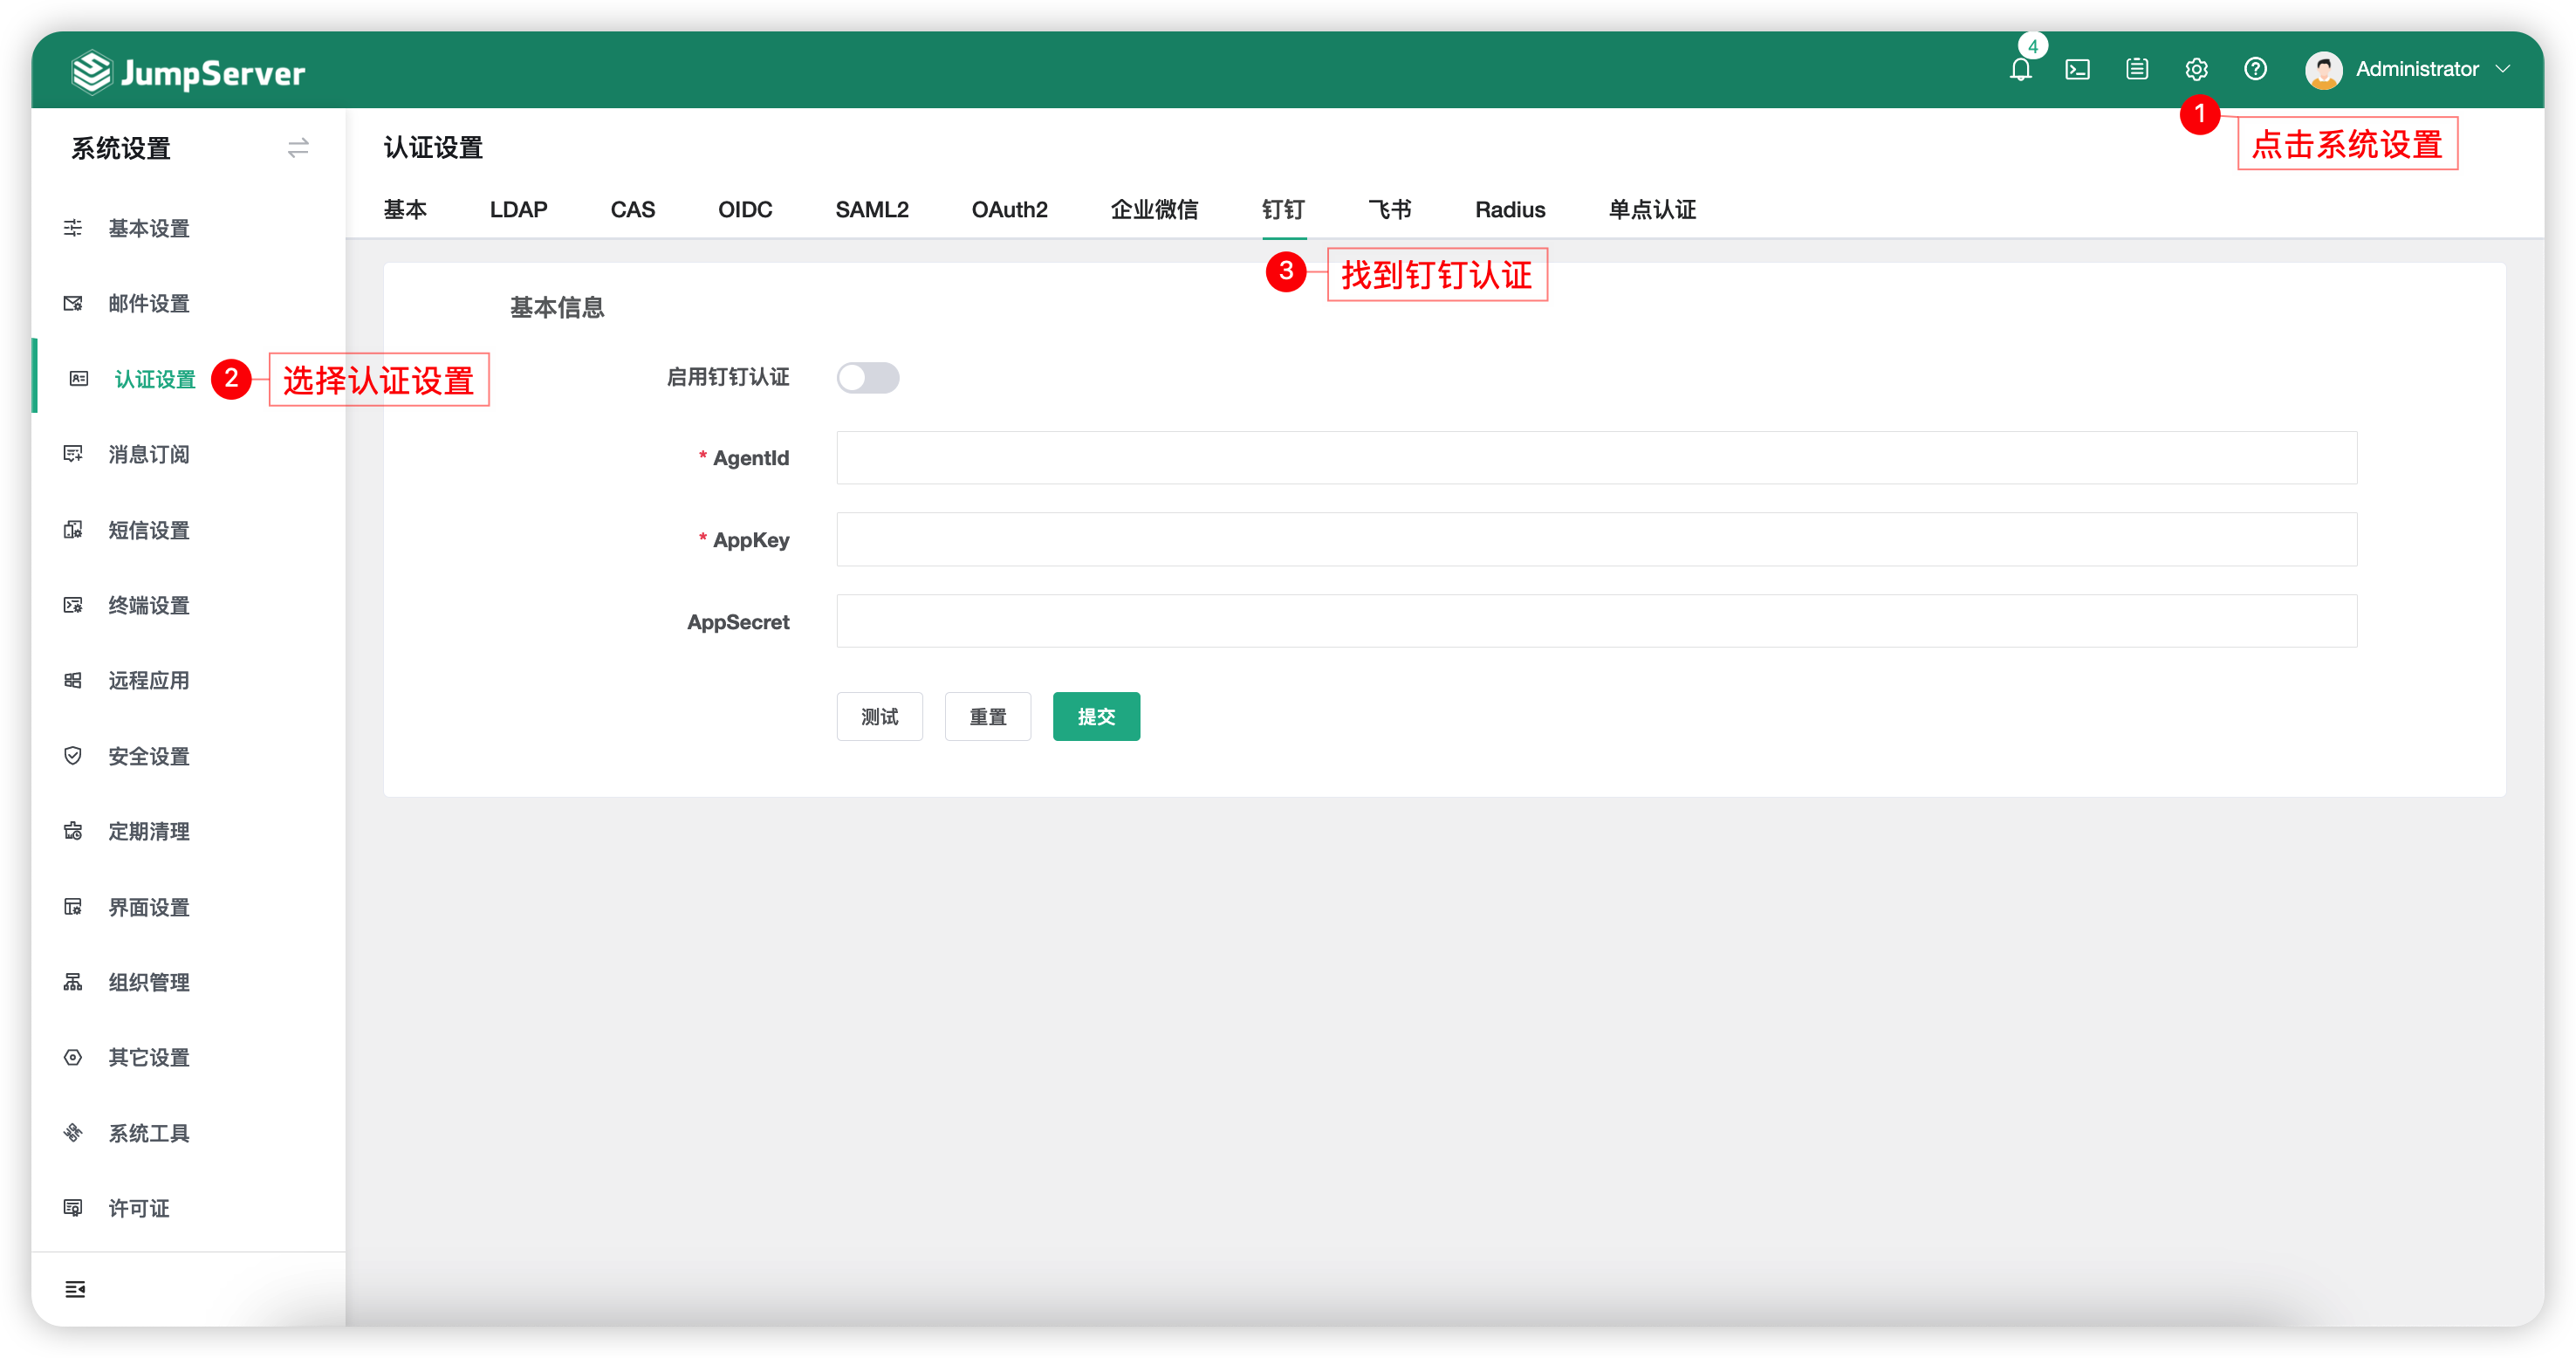 JumpServer
4
Administrator
1
点击系统设置
系统设置
认证设置
基本 LDAP CAS OIDC SAML2 OAuth2 企业微信 钉钉 飞书 Radius 单点认证
3 找到钉钉认证
基本设置
邮件设置
认证设置
2 选择认证设置
消息订阅
短信设置
终端设置
远程应用
安全设置
定期清理
界面设置
组织管理
其它设置
系统工具
许可证
基本信息
启用钉钉认证
* AgentId
* AppKey
AppSecret
测试 重置 提交